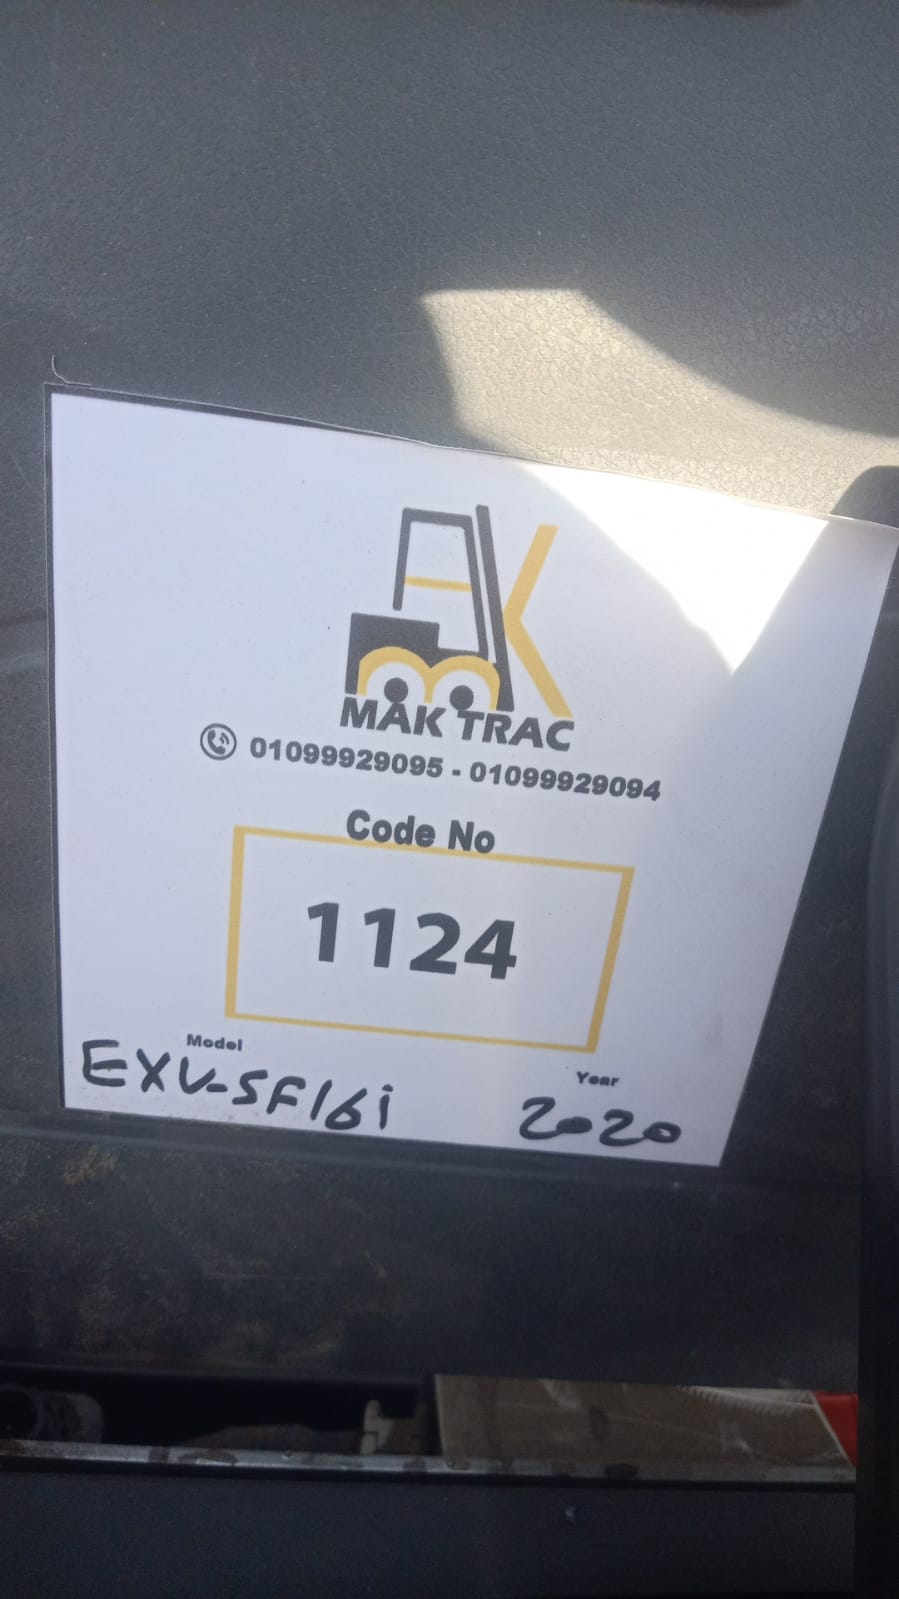 MAK TRAC
01099929095 - 01099929094
Code No
1124
Model
EXV-SF16i
Year
2020